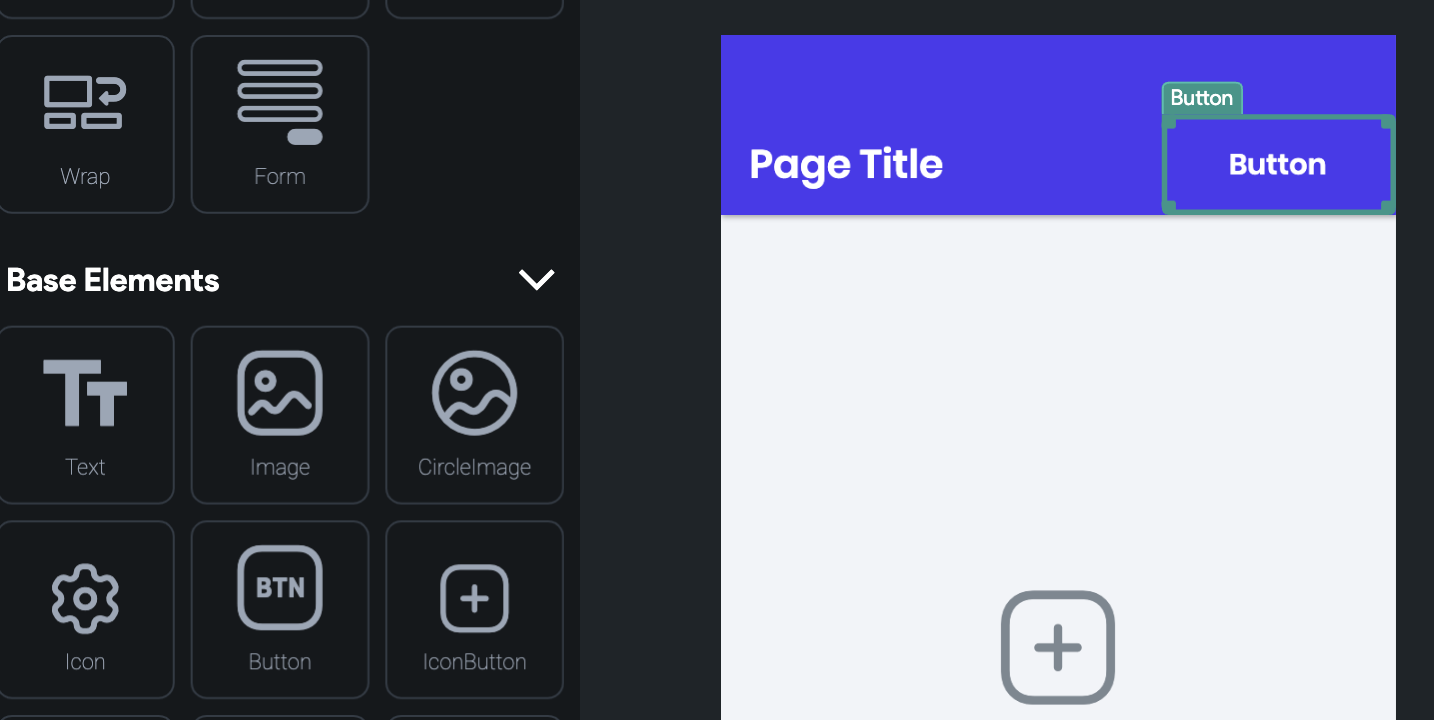 Wrap
Form
Base Elements
Text
Image
CircleImage
BTN
Icon
Button
IconButton
Button
Page Title
Button